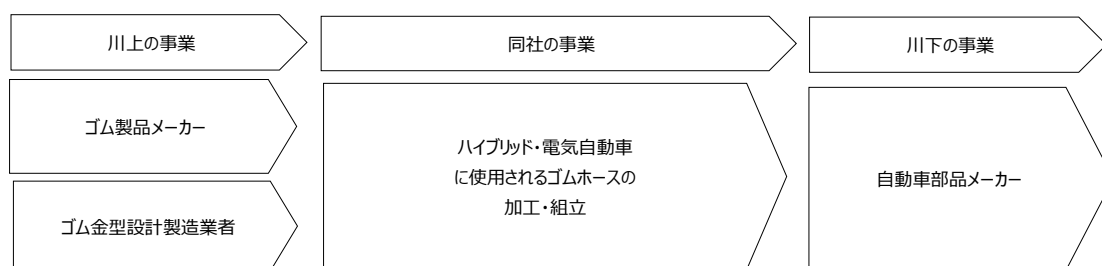 川上の事業
同社の事業
川下の事業
ゴム製品メーカー
ゴム金型設計製造業者
ハイブリッド・電気自動車
に使用されるゴムホースの
加工・組立
自動車部品メーカー